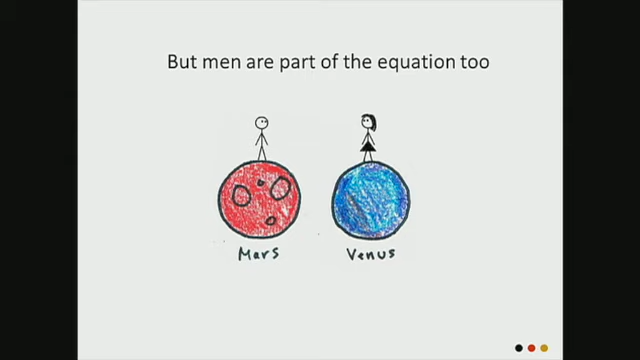 But men are part of the equation too
Mars
Venus